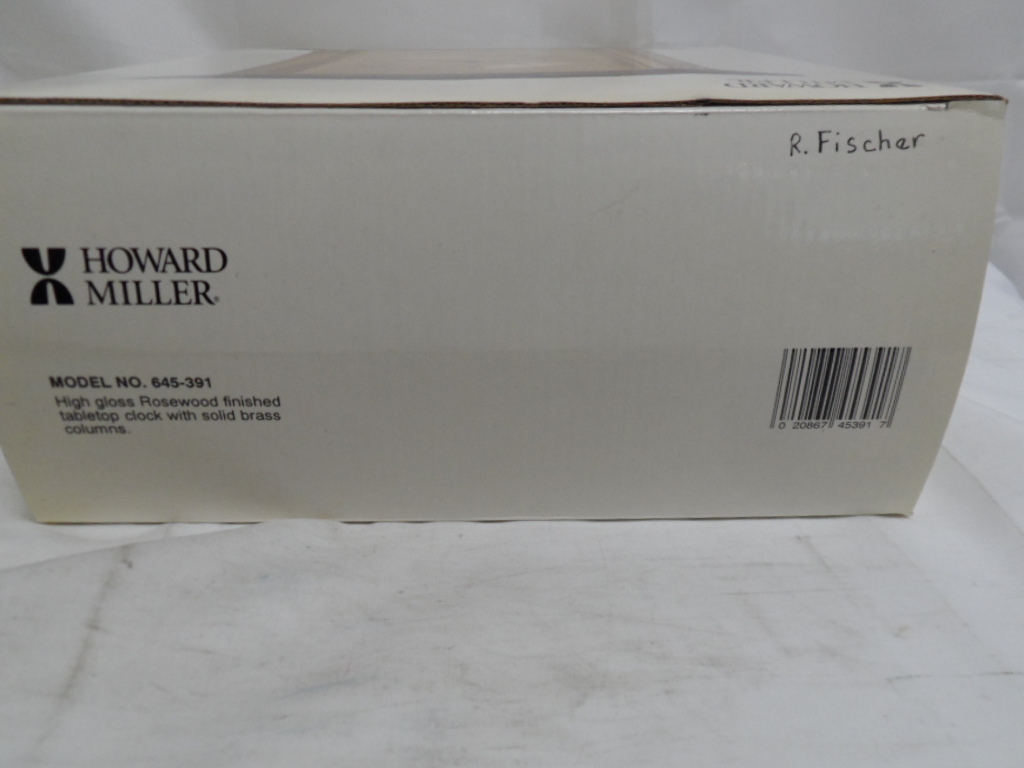 HOWARD
R. Fischer
HOWARD
MILLER®
MODEL NO. 645-391
High gloss Rosewood finished
tabletop clock with solid brass
columns.
0 20867 45391 7